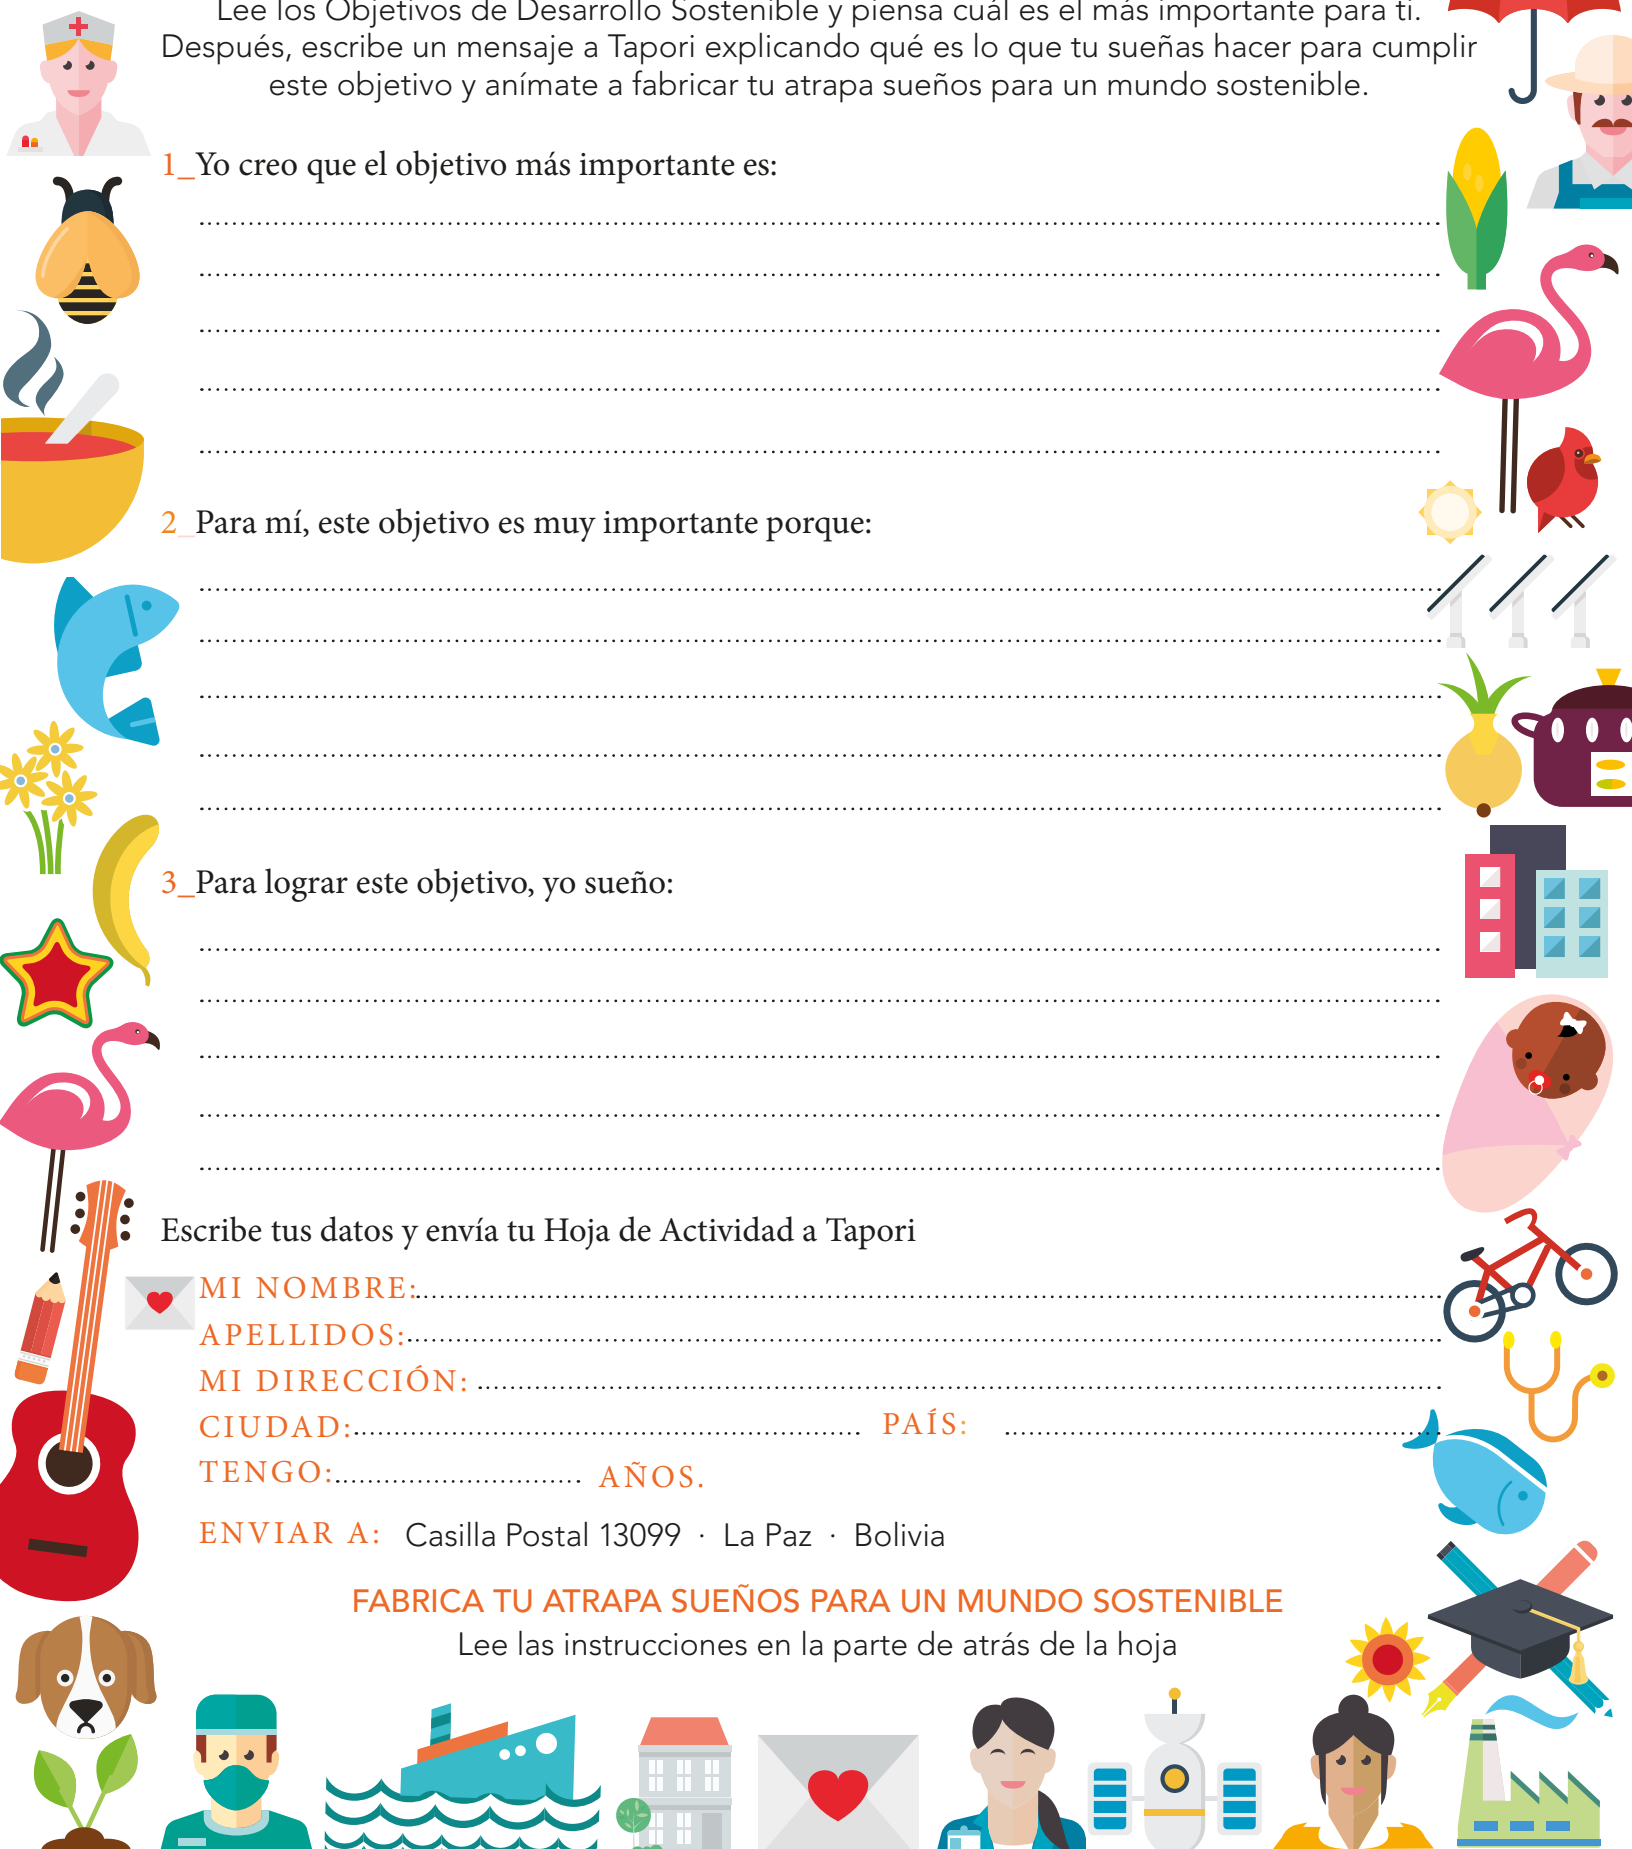 Lee los Objetivos de Desarrollo Sostenible y piensa cuál es el más importante para ti.
Después, escribe un mensaje a Tapori explicando qué es lo que tu sueñas hacer para cumplir
este objetivo y anímate a fabricar tu atrapa sueños para un mundo sostenible.
1_Yo creo que el objetivo más importante es:
2_Para mí, este objetivo es muy importante porque:
3_Para lograr este objetivo, yo sueño:
Escribe tus datos y envía tu Hoja de Actividad a Tapori
MI NOMBRE:
APELLIDOS:
MI DIRECCIÓN:
CIUDAD: PAÍS:
TENGO: AÑOS.
ENVIAR A: Casilla Postal 13099 · La Paz · Bolivia
FABRICA TU ATRAPA SUEÑOS PARA UN MUNDO SOSTENIBLE
Lee las instrucciones en la parte de atrás de la hoja